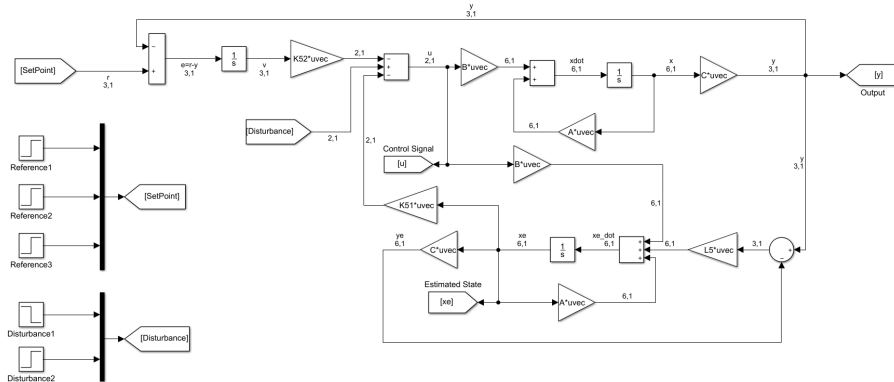 y
3,1
[SetPoint]
r
3,1
−
+
e=r-y
3,1
1
s
v
3,1
K52*uvec
2,1
−
+
−
u
2,1
B*uvec
6,1
+
+
xdot
6,1
1
s
x
6,1
C*uvec
y
3,1
[y]
Output
[Disturbance]
2,1
2,1
6,1
A*uvec
Control Signal
[u]
B*uvec
y
3,1
Reference1
Reference2
[SetPoint]
Reference3
K51*uvec
6,1
ye
6,1
C*uvec
xe
6,1
1
s
xe_dot
6,1
+
+
+
6,1
L5*uvec
3,1
+
−
Estimated State
[xe]
A*uvec
6,1
Disturbance1
[Disturbance]
Disturbance2